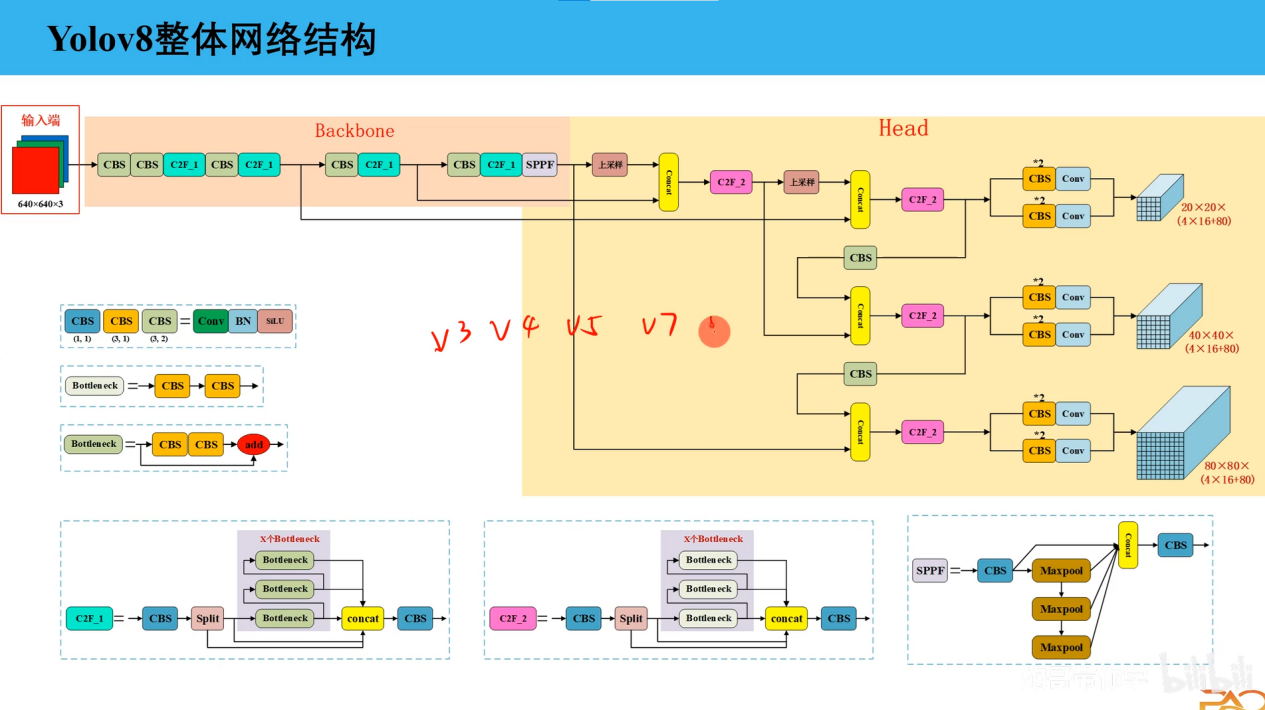 Yolov8整体网络结构
输入端
640×640×3
Backbone
CBS CBS C2F_1 CBS C2F_1 CBS C2F_1 CBS C2F_1 SPPF
Head
上采样 Concat C2F_2 上采样 Concat C2F_2
*2
CBS Conv
*2
CBS Conv
20×20×
(4×16+80)
CBS
Concat C2F_2
*2
CBS Conv
*2
CBS Conv
40×40×
(4×16+80)
CBS
Concat C2F_2
*2
CBS Conv
*2
CBS Conv
80×80×
(4×16+80)
V3 V4 V5 V7
CBS CBS CBS = Conv BN SiLU
(1, 1) (3, 1) (3, 2)
Bottleneck = CBS CBS
Bottleneck = CBS CBS add
X个Bottleneck
Bottleneck
Bottleneck
C2F_1 = CBS Split Bottleneck concat CBS
X个Bottleneck
Bottleneck
Bottleneck
C2F_2 = CBS Split Bottleneck concat CBS
SPPF = CBS Maxpool Concat CBS
Maxpool
Maxpool
bilibili